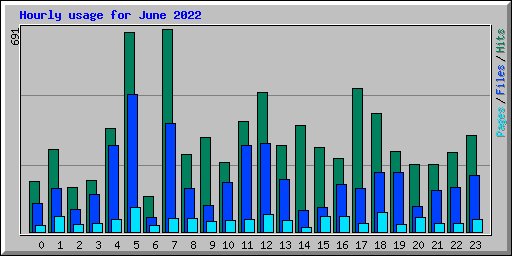 Hourly usage for June 2022
691
Pages/Files/Hits
0 1 2 3 4 5 6 7 8 9 10 11 12 13 14 15 16 17 18 19 20 21 22 23